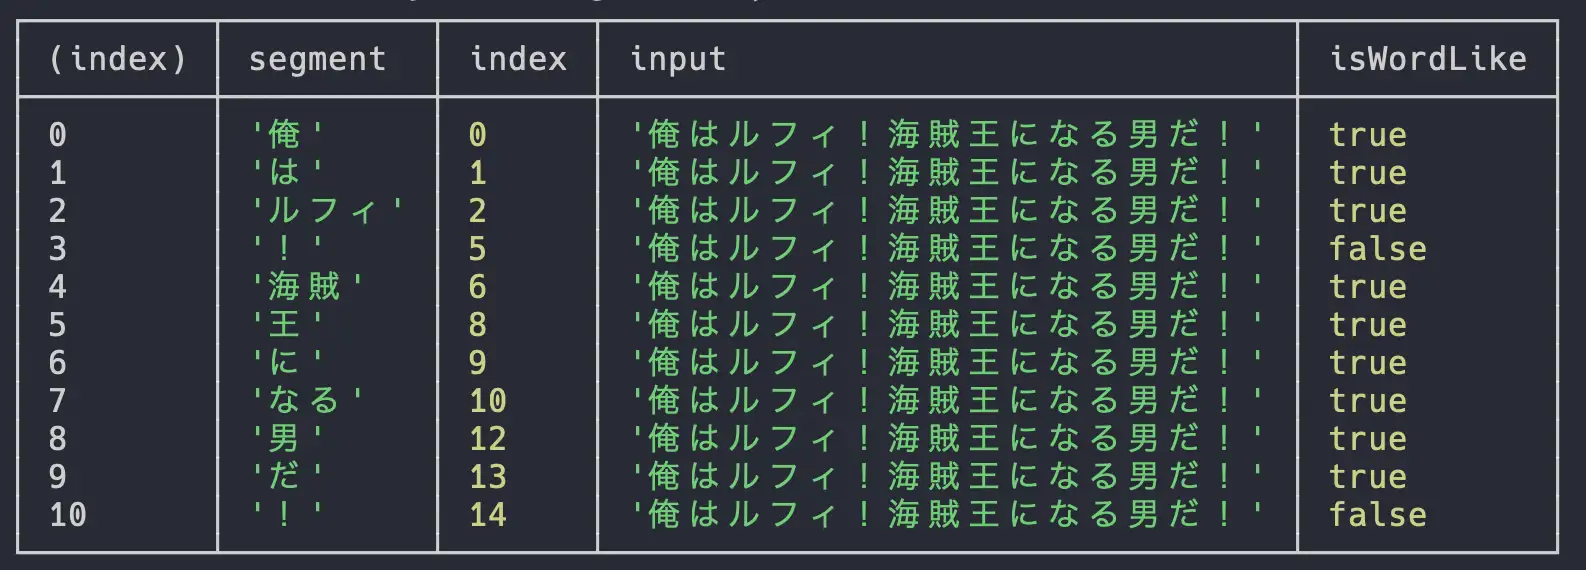 (index) segment index input isWordLike
0 '俺' 0 '俺はルフィ！海賊王になる男だ！' true
1 'は' 1 '俺はルフィ！海賊王になる男だ！' true
2 'ルフィ' 2 '俺はルフィ！海賊王になる男だ！' true
3 '！' 5 '俺はルフィ！海賊王になる男だ！' false
4 '海賊' 6 '俺はルフィ！海賊王になる男だ！' true
5 '王' 8 '俺はルフィ！海賊王になる男だ！' true
6 'に' 9 '俺はルフィ！海賊王になる男だ！' true
7 'なる' 10 '俺はルフィ！海賊王になる男だ！' true
8 '男' 12 '俺はルフィ！海賊王になる男だ！' true
9 'だ' 13 '俺はルフィ！海賊王になる男だ！' true
10 '！' 14 '俺はルフィ！海賊王になる男だ！' false